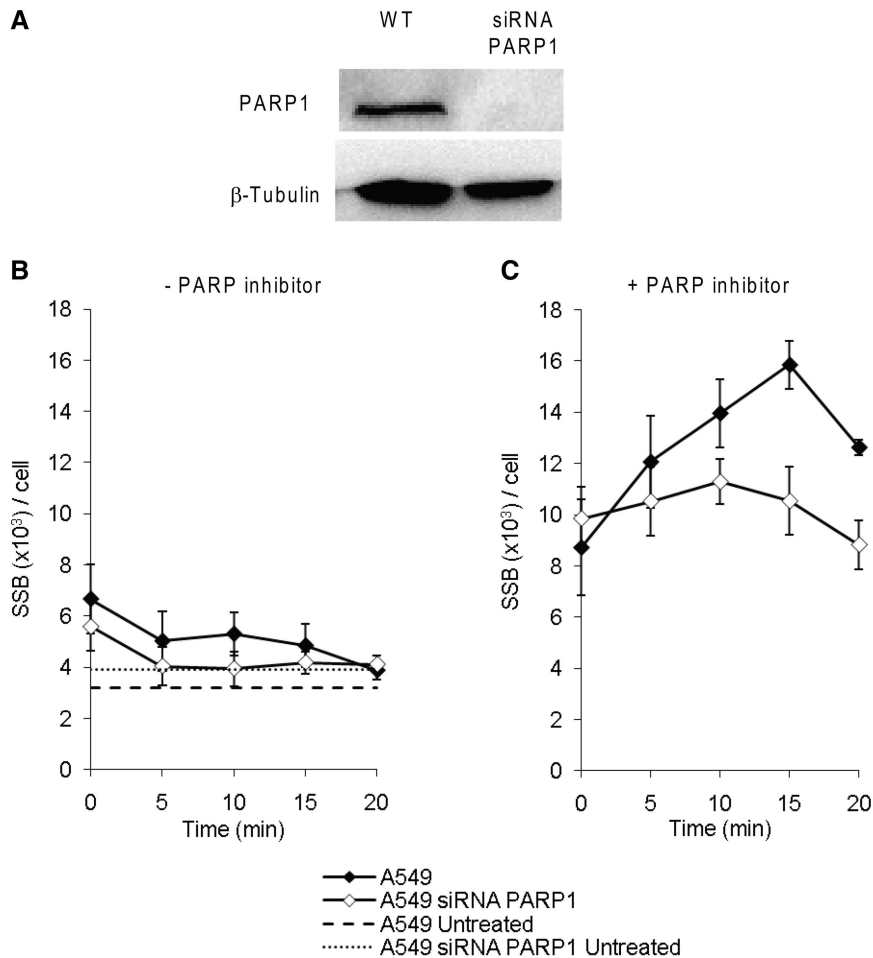 A
WT
siRNA
PARP1
PARP1
β-Tubulin
B
- PARP inhibitor
18
16
14
12
10
8
6
4
2
0
SSB (x10³) / cell
0 5 10 15 20
Time (min)
C
+ PARP inhibitor
18
16
14
12
10
8
6
4
2
0
SSB (x10³) / cell
0 5 10 15 20
Time (min)
A549
A549 siRNA PARP1
A549 Untreated
A549 siRNA PARP1 Untreated